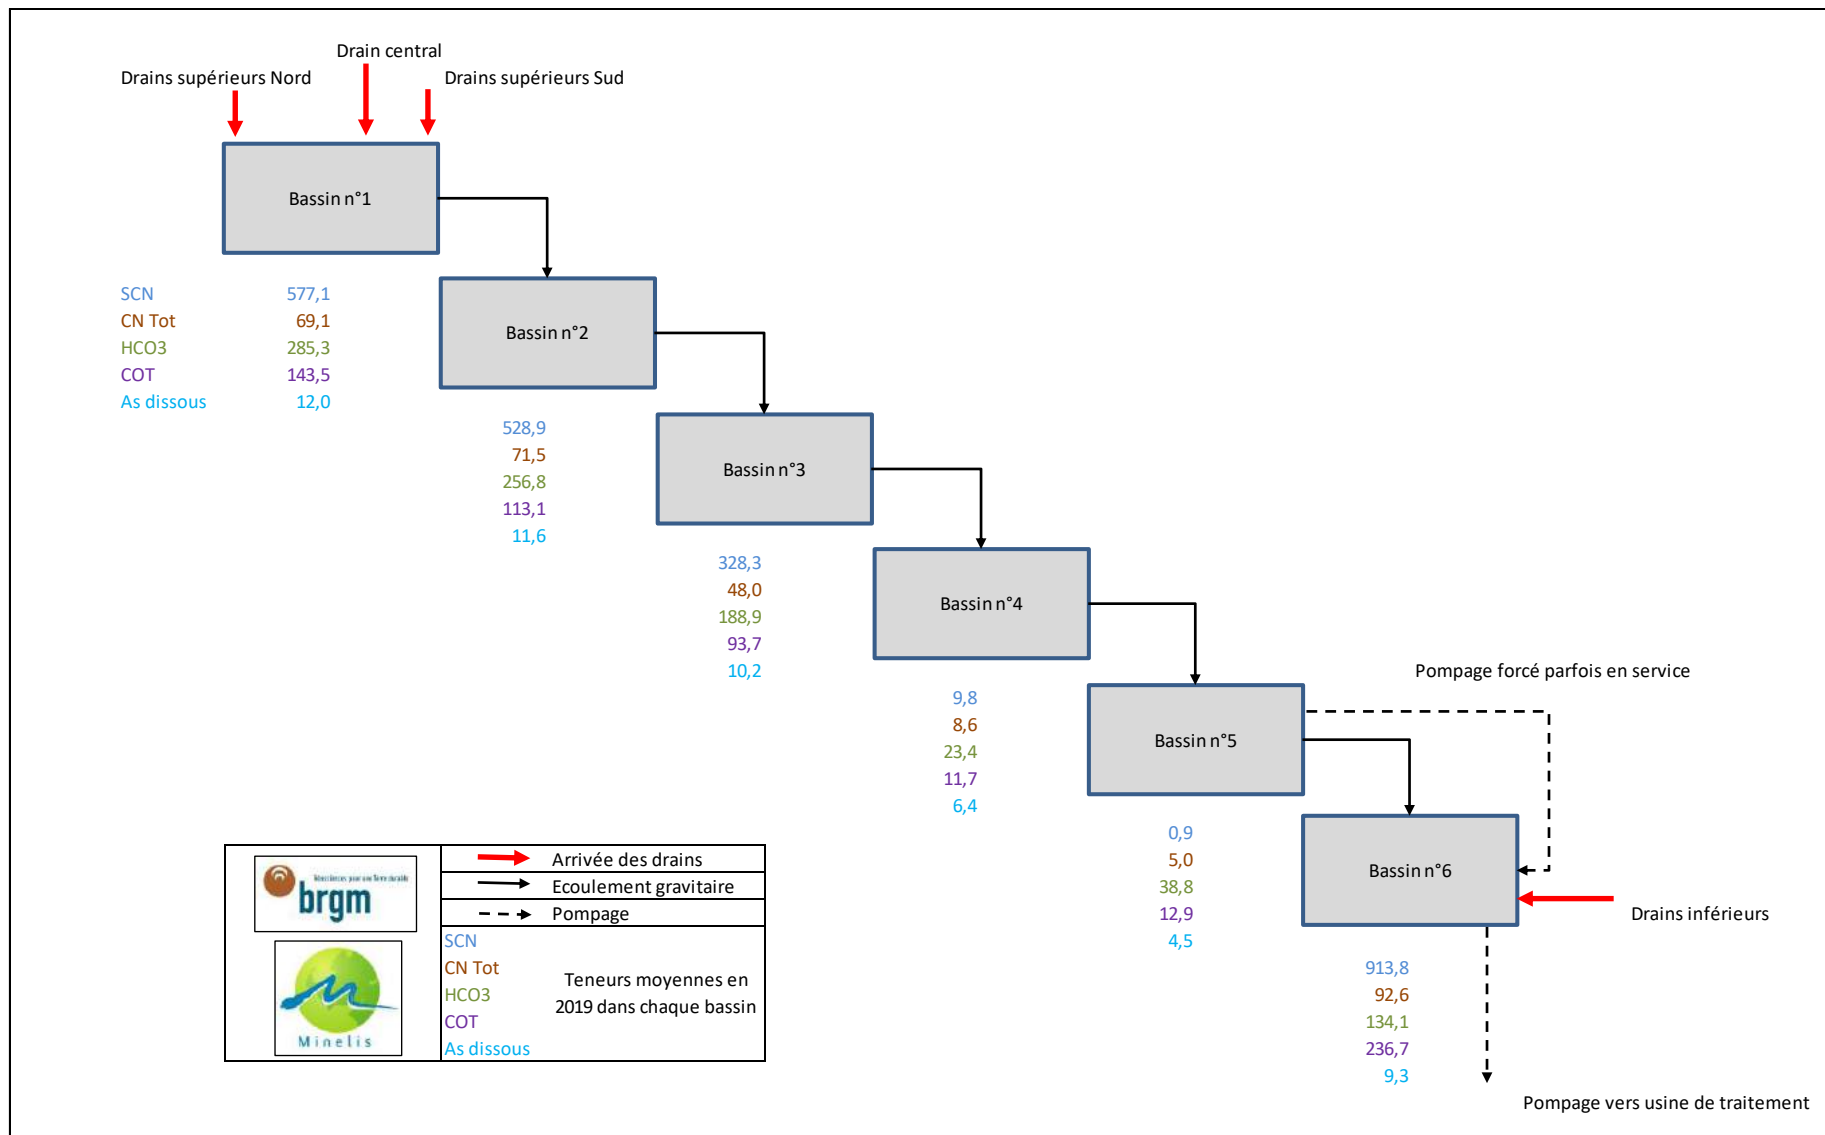 Drain central
Drains supérieurs Nord
Drains supérieurs Sud
Bassin n°1
SCN 577,1
CN Tot 69,1
HCO3 285,3
COT 143,5
As dissous 12,0
Bassin n°2
528,9
71,5
256,8
113,1
11,6
Bassin n°3
328,3
48,0
188,9
93,7
10,2
Bassin n°4
9,8
8,6
23,4
11,7
6,4
Pompage forcé parfois en service
Bassin n°5
0,9
5,0
38,8
12,9
4,5
Bassin n°6
Drains inférieurs
913,8
92,6
134,1
236,7
9,3
Pompage vers usine de traitement
Géosciences pour une Terre durable
brgm
Minelis
Arrivée des drains
Ecoulement gravitaire
Pompage
SCN
CN Tot
HCO3
COT
As dissous
Teneurs moyennes en
2019 dans chaque bassin